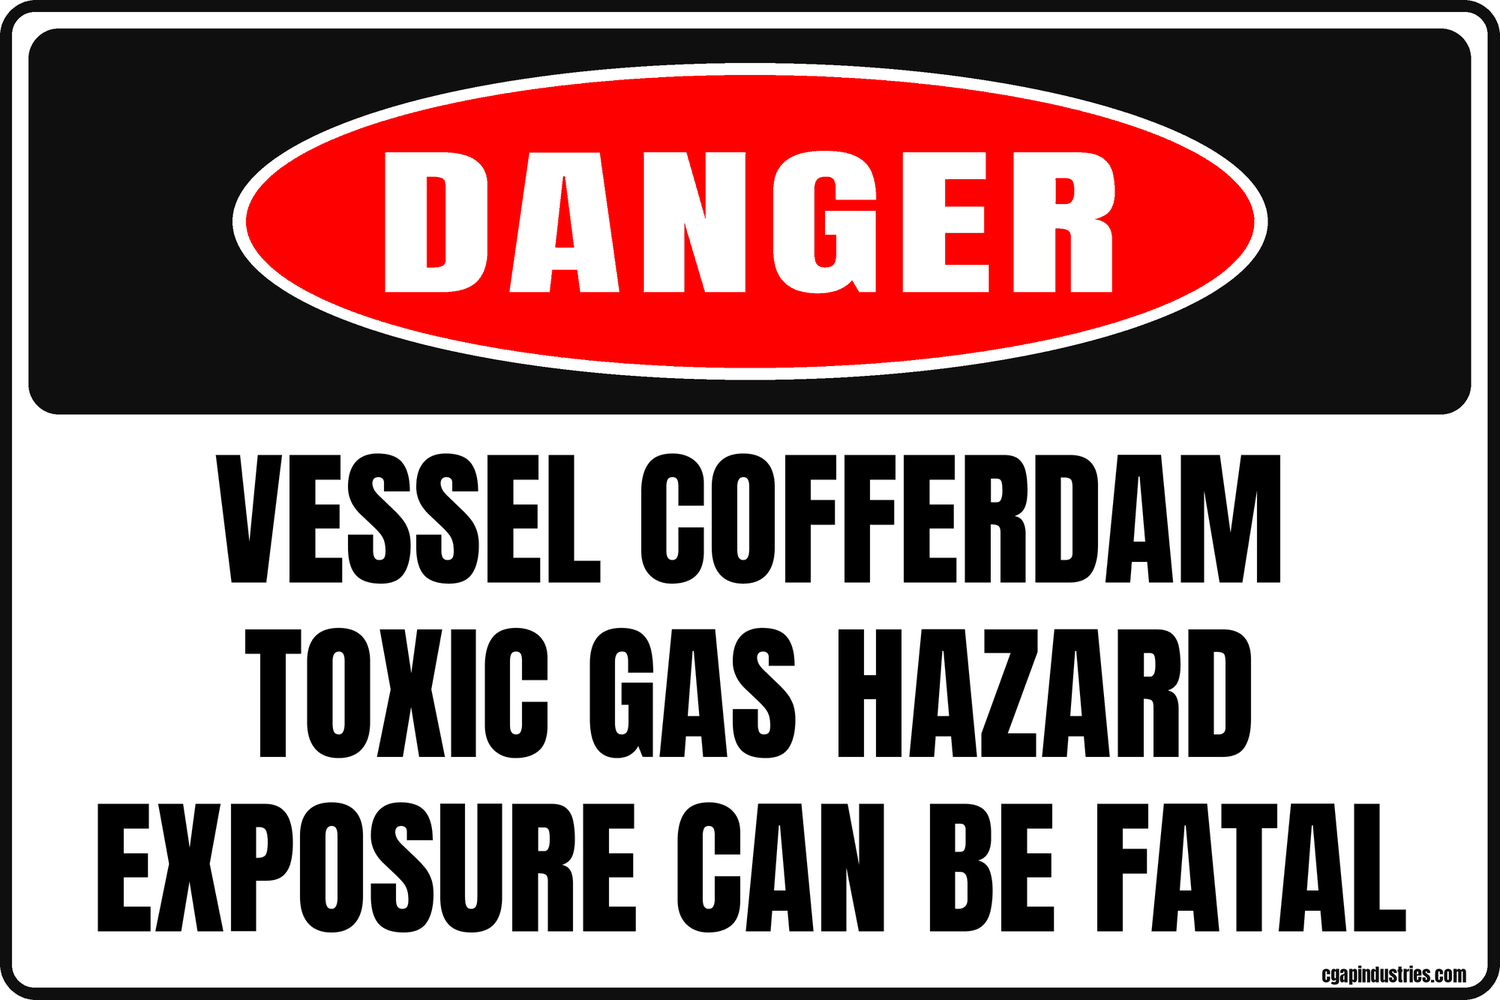 DANGER
VESSEL COFFERDAM
TOXIC GAS HAZARD
EXPOSURE CAN BE FATAL
cgapindustries.com